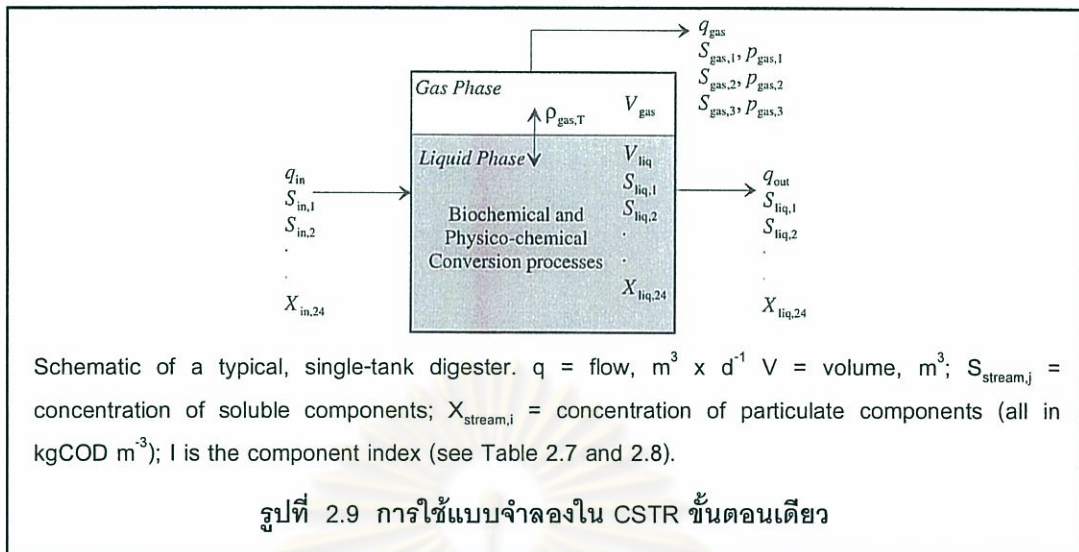 q_gas
S_gas,1, p_gas,1
S_gas,2, p_gas,2
S_gas,3, p_gas,3
Gas Phase
V_gas
ρ_gas,T
Liquid Phase
V_liq
S_liq,1
S_liq,2
.
.
X_liq,24
Biochemical and
Physico-chemical
Conversion processes
q_in
S_in,1
S_in,2
.
.
X_in,24
q_out
S_liq,1
S_liq,2
.
.
X_liq,24
Schematic of a typical, single-tank digester. q = flow, m³ x d⁻¹ V = volume, m³; S_stream,j =
concentration of soluble components; X_stream,i = concentration of particulate components (all in
kgCOD m⁻³); I is the component index (see Table 2.7 and 2.8).
รูปที่ 2.9 การใช้แบบจำลองใน CSTR ขั้นตอนเดียว